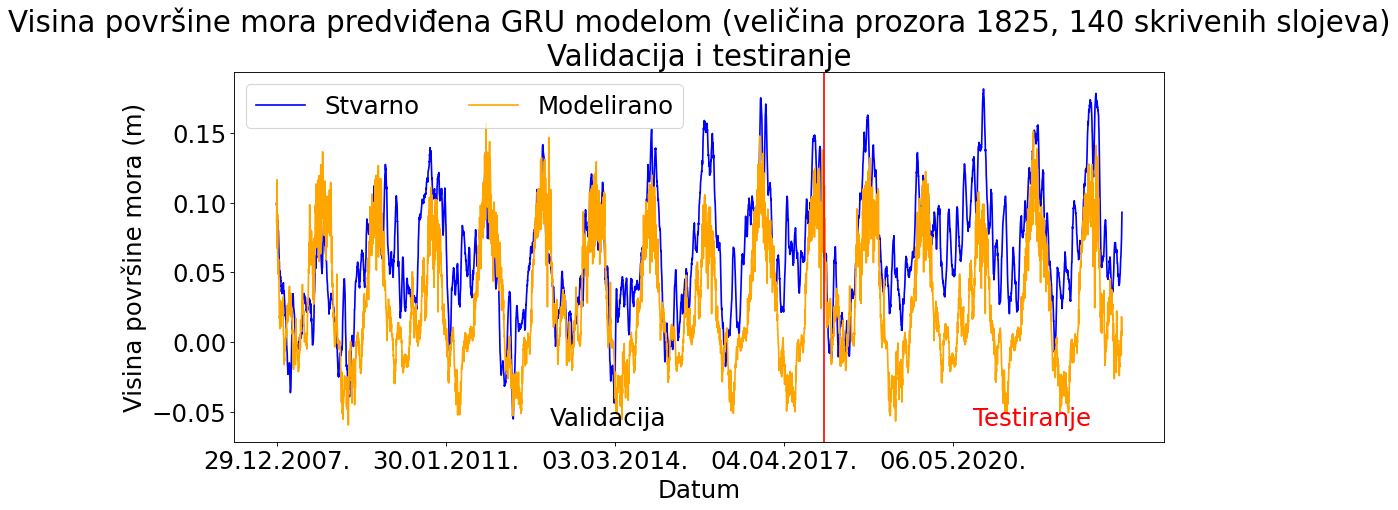 Visina površine mora predviđena GRU modelom (veličina prozora 1825, 140 skrivenih slojeva)
Validacija i testiranje
Stvarno
Modelirano
Visina površine mora (m)
0.15
0.10
0.05
0.00
−0.05
Validacija
Testiranje
29.12.2007.
30.01.2011.
03.03.2014.
04.04.2017.
06.05.2020.
Datum